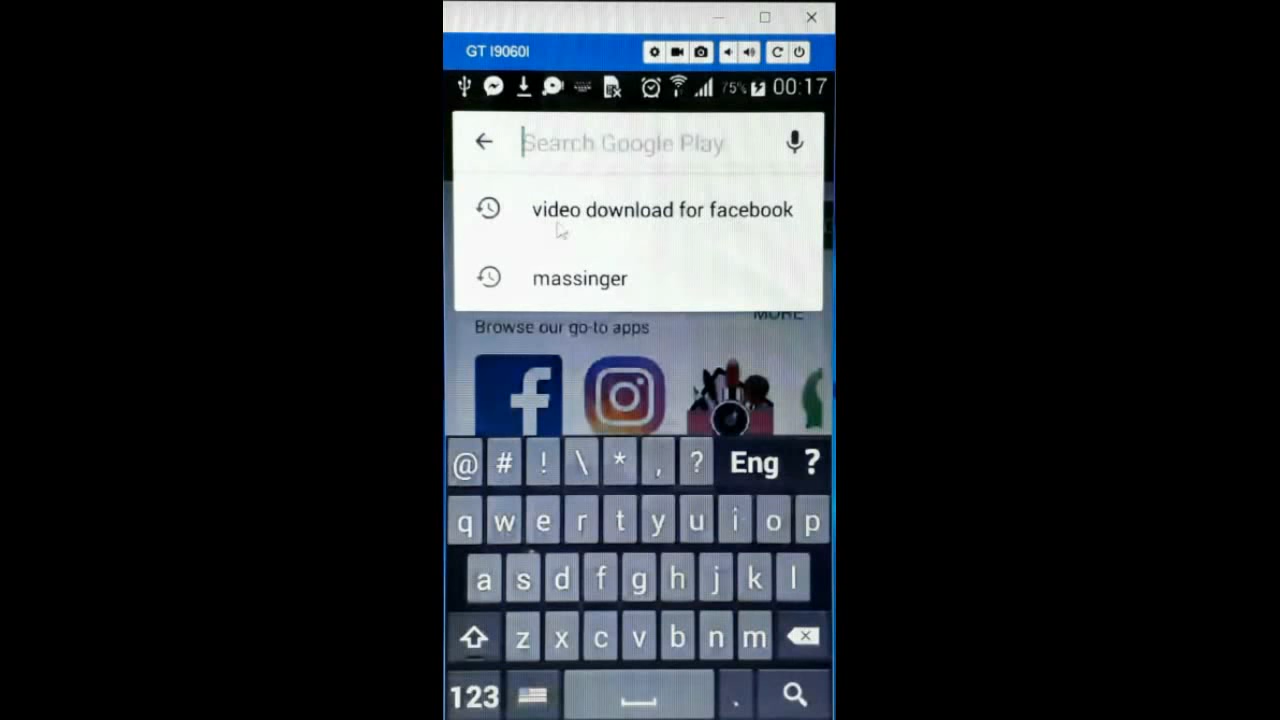 GT I9060I
75% 00:17
Search Google Play
video download for facebook
massinger
MORE
Browse our go-to apps
@ # ! \ * , ? Eng ?
q w e r t y u i o p
a s d f g h j k l
z x c v b n m
123 .